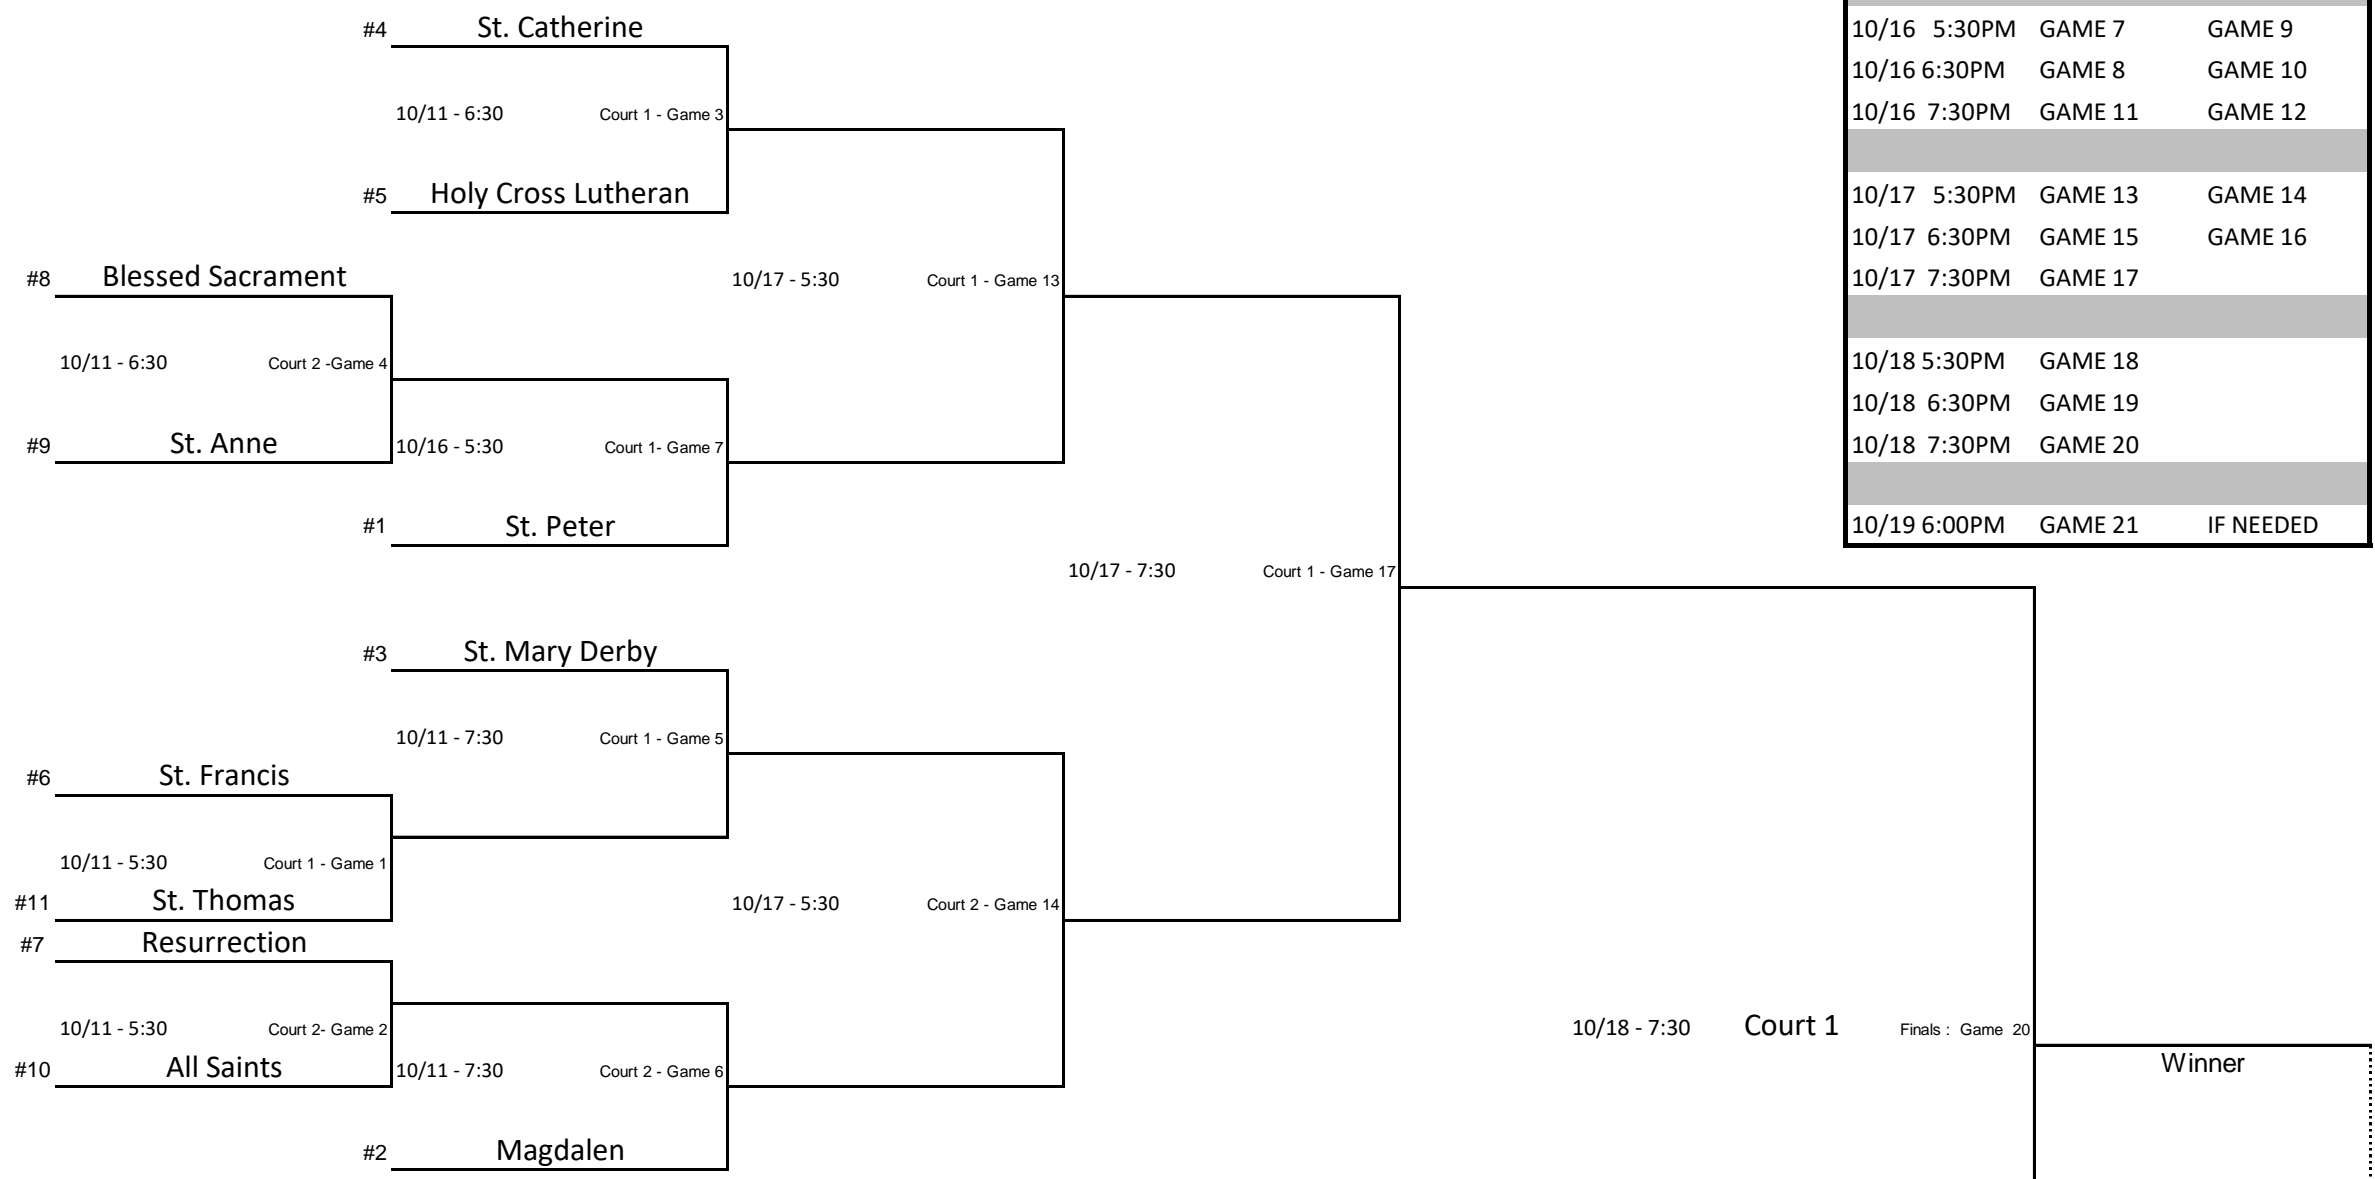 #4 St. Catherine
10/16 5:30PM GAME 7 GAME 9
10/16 6:30PM GAME 8 GAME 10
10/11 - 6:30 Court 1 - Game 3
10/16 7:30PM GAME 11 GAME 12
#5 Holy Cross Lutheran
10/17 5:30PM GAME 13 GAME 14
10/17 6:30PM GAME 15 GAME 16
#8 Blessed Sacrament
10/17 - 5:30 Court 1 - Game 13
10/17 7:30PM GAME 17
10/11 - 6:30 Court 2 -Game 4
10/18 5:30PM GAME 18
10/18 6:30PM GAME 19
#9 St. Anne
10/16 - 5:30 Court 1- Game 7
10/18 7:30PM GAME 20
#1 St. Peter
10/19 6:00PM GAME 21 IF NEEDED
10/17 - 7:30 Court 1 - Game 17
#3 St. Mary Derby
10/11 - 7:30 Court 1 - Game 5
#6 St. Francis
10/11 - 5:30 Court 1 - Game 1
#11 St. Thomas
10/17 - 5:30 Court 2 - Game 14
#7 Resurrection
10/11 - 5:30 Court 2- Game 2
10/18 - 7:30 Court 1 Finals : Game 20
#10 All Saints
10/11 - 7:30 Court 2 - Game 6
Winner
#2 Magdalen